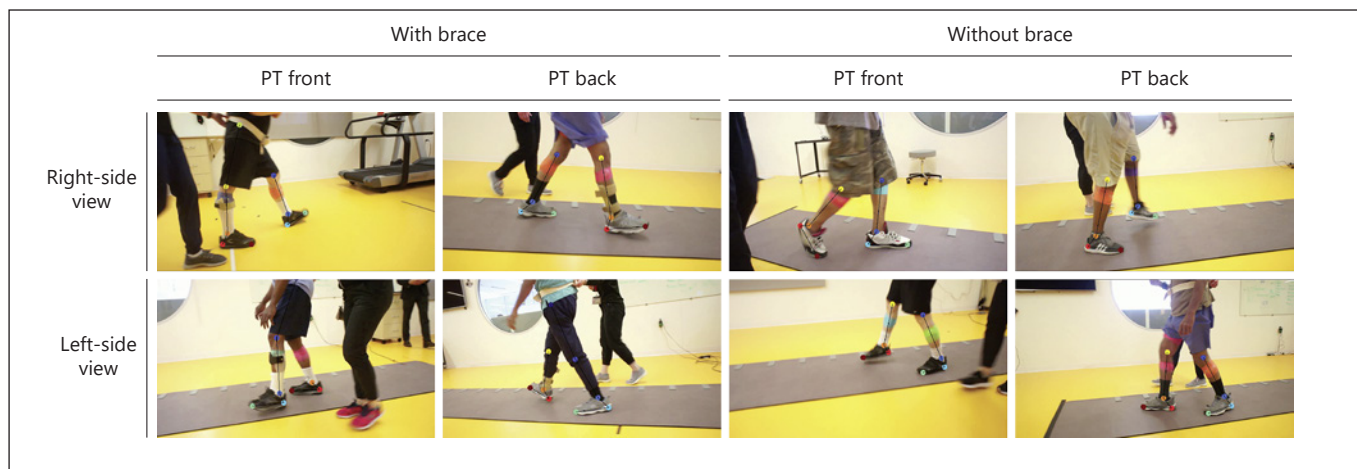 With brace
Without brace
PT front
PT back
PT front
PT back
Right-side
view
Left-side
view